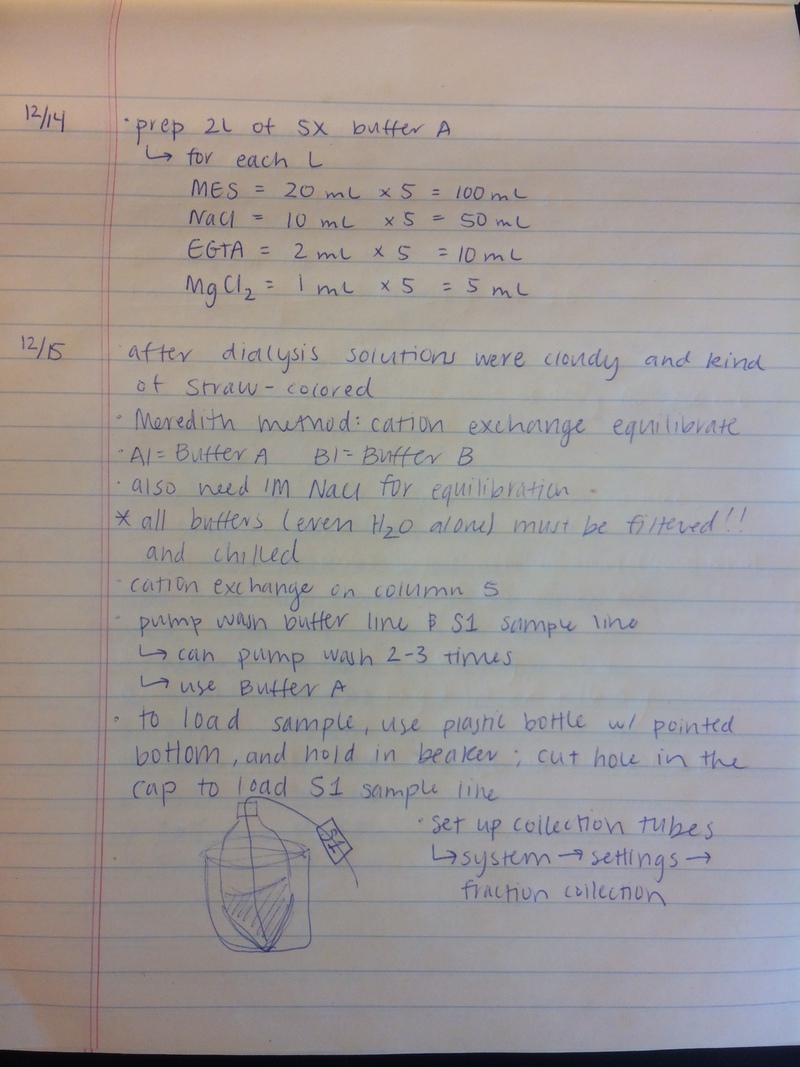 12/14
· prep 2L of 5X buffer A
↳ for each L
MES = 20 mL × 5 = 100 mL
NaCl = 10 mL × 5 = 50 mL
EGTA = 2 mL × 5 = 10 mL
MgCl₂ = 1 mL × 5 = 5 mL
12/15
· after dialysis solutions were cloudy and kind
of straw-colored
· Meredith method: cation exchange equilibrate
· A1 = Buffer A B1 = Buffer B
· also need 1M NaCl for equilibration
* all buffers (even H₂O alone) must be filtered!!
and chilled
· cation exchange on column 5
· pump wash buffer line & S1 sample line
↳ can pump wash 2-3 times
↳ use Buffer A
· to load sample, use plastic bottle w/ pointed
bottom, and hold in beaker; cut hole in the
cap to load S1 sample line
S1
· set up collection tubes
↳ system → settings →
fraction collection